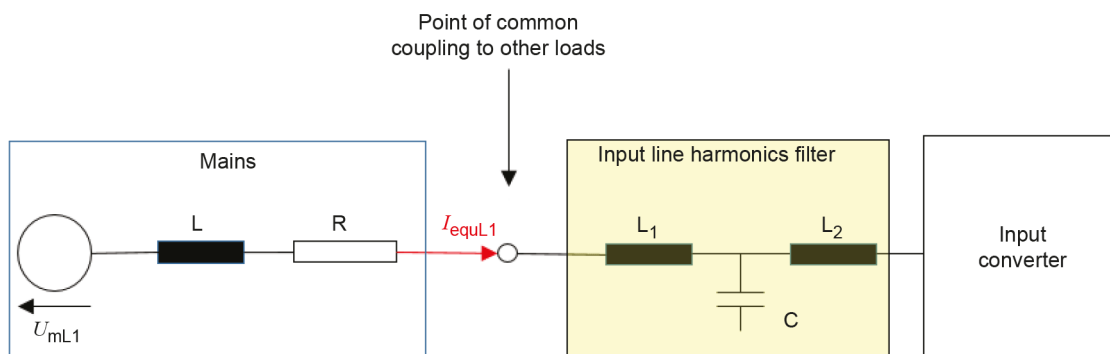 Point of common
coupling to other loads
Mains
Input line harmonics filter
L
R
IequL1
L1
L2
Input
converter
C
UmL1